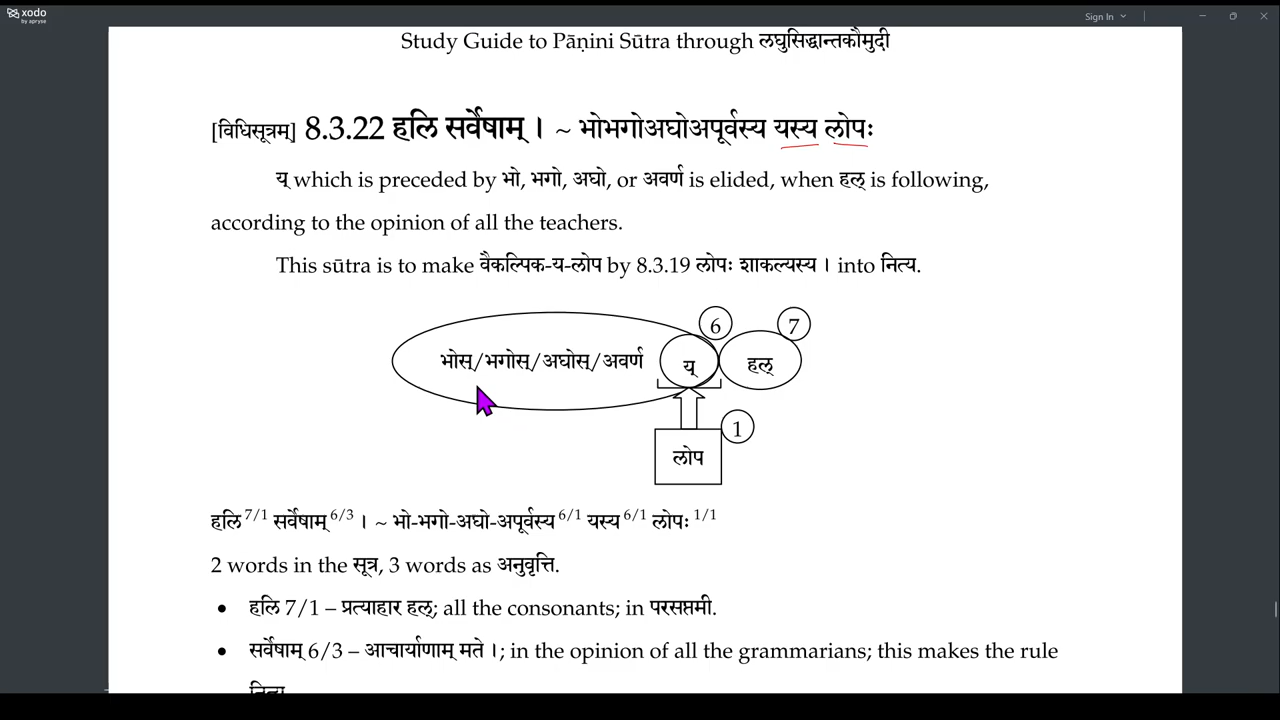 xodo
by apryse
Sign In
Study Guide to Pāṇini Sūtra through लघुसिद्धान्तकौमुदी
[विधिसूत्रम्] 8.3.22 हलि सर्वेषाम् । ~ भोभगोअघोअपूर्वस्य यस्य लोपः
य् which is preceded by भो, भगो, अघो, or अवर्ण is elided, when हल् is following,
according to the opinion of all the teachers.
This sūtra is to make वैकल्पिक-य-लोप by 8.3.19 लोपः शाकल्यस्य । into नित्य.
6 7
भोस्/भगोस्/अघोस्/अवर्ण य् हल्
1
लोप
हलि 7/1 सर्वेषाम् 6/3 । ~ भो-भगो-अघो-अपूर्वस्य 6/1 यस्य 6/1 लोपः 1/1
2 words in the सूत्र, 3 words as अनुवृत्ति.
• हलि 7/1 – प्रत्याहार हल्; all the consonants; in परसप्तमी.
• सर्वेषाम् 6/3 – आचार्याणाम् मते ।; in the opinion of all the grammarians; this makes the rule